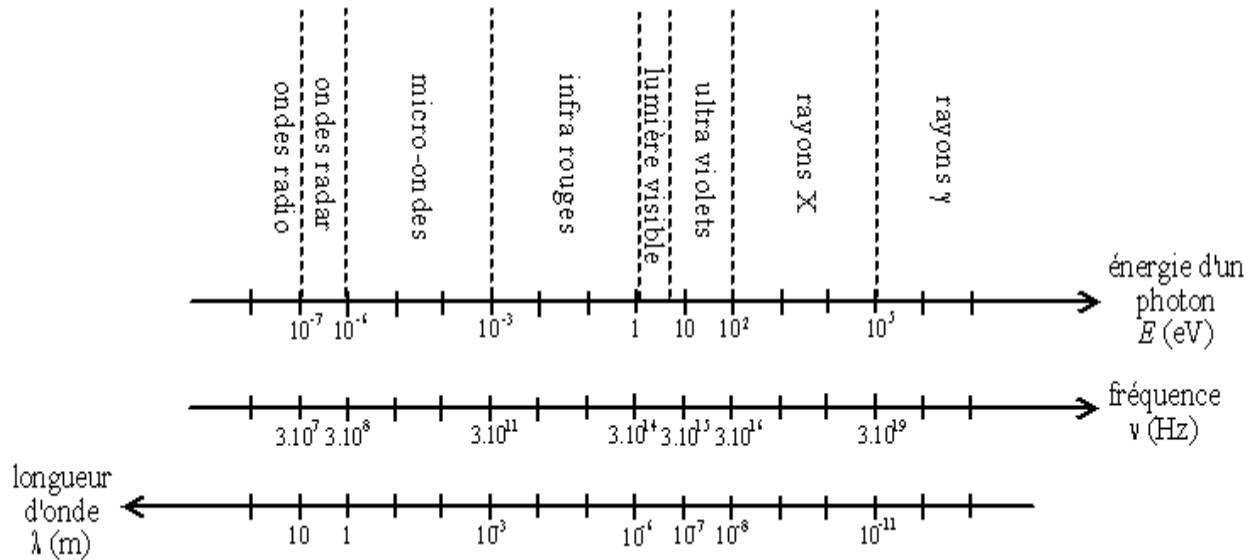 ondes radio
ondes radar
micro-ondes
infra rouges
lumière visible
ultra violets
rayons X
rayons γ
énergie d'un
photon
E (eV)
10⁻⁷ 10⁻⁶ 10⁻³ 1 10 10² 10⁵
fréquence
ν (Hz)
3.10⁷ 3.10⁸ 3.10¹¹ 3.10¹⁴ 3.10¹⁵ 3.10¹⁶ 3.10¹⁹
longueur
d'onde
λ (m)
10 1 10⁻³ 10⁻⁶ 10⁻⁷ 10⁻⁸ 10⁻¹¹